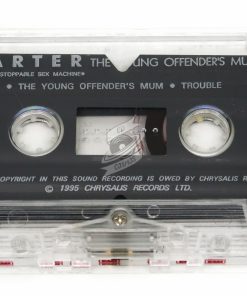 ARTER THE YOUNG OFFENDER'S MU
STOPPABLE SEX MACHINE
• THE YOUNG OFFENDER'S MUM • TROUBLE
COPYRIGHT IN THIS SOUND RECORDING IS OWED BY CHRYSALIS R
℗ 1995 CHRYSALIS RECORDS LTD.